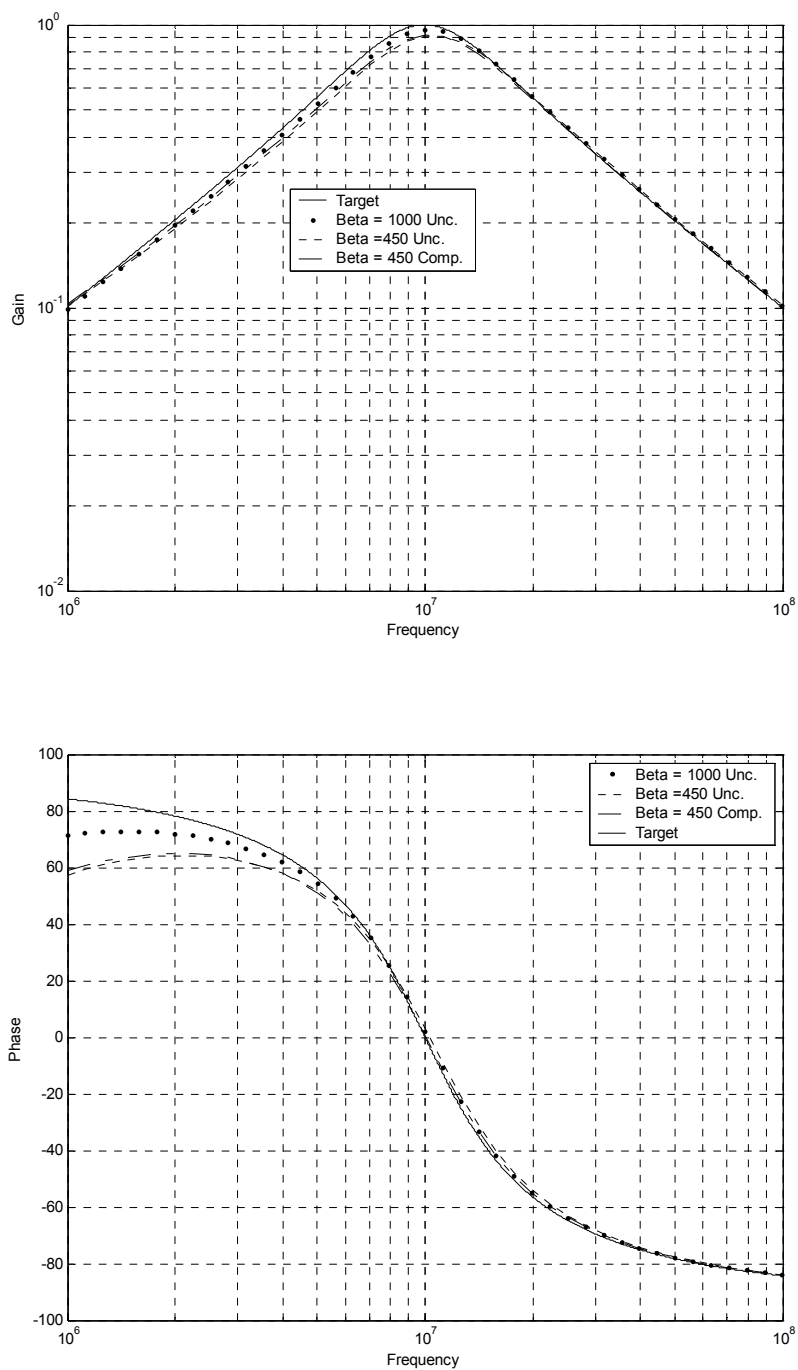 10^0
Target
Beta = 1000 Unc.
Beta =450 Unc.
Beta = 450 Comp.
10^-1
Gain
10^-2
10^6
10^7
10^8
Frequency
100
Beta = 1000 Unc.
Beta =450 Unc.
Beta = 450 Comp.
Target
80
60
40
20
0
Phase
-20
-40
-60
-80
-100
10^6
10^7
10^8
Frequency